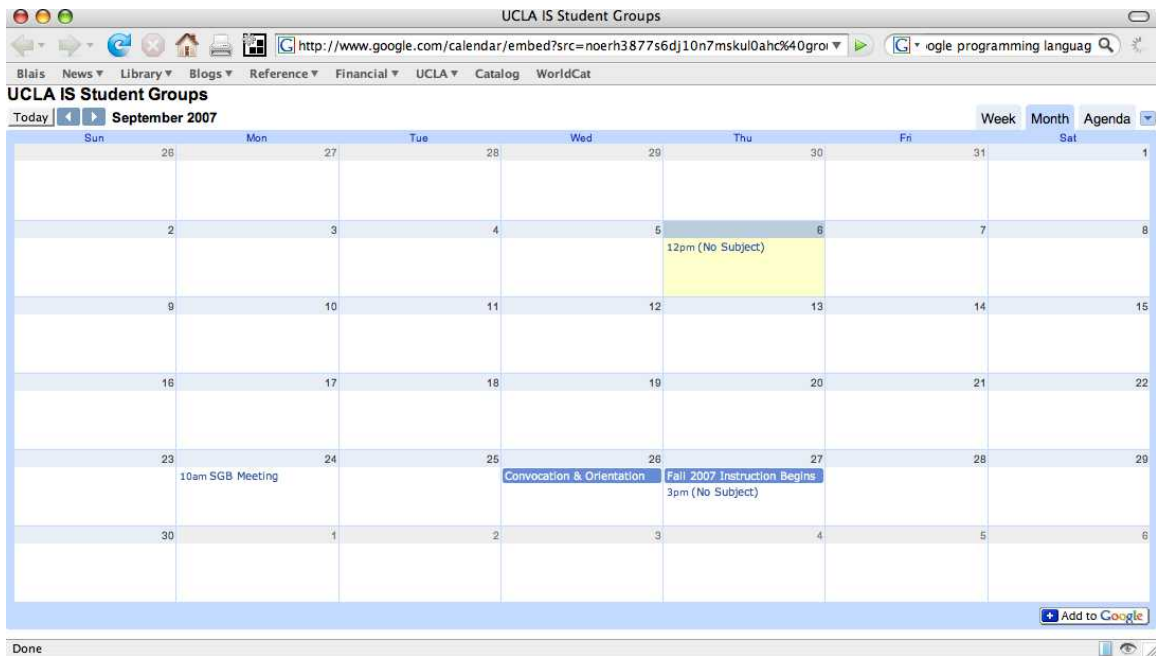 UCLA IS Student Groups
http://www.google.com/calendar/embed?src=noerh3877s6dj10n7mskul0ahc%40gro
ogle programming languag
Blais News Library Blogs Reference Financial UCLA Catalog WorldCat
UCLA IS Student Groups
Today September 2007 Week Month Agenda
Sun Mon Tue Wed Thu Fri Sat
26 27 28 29 30 31 1
2 3 4 5 6 7 8
12pm (No Subject)
9 10 11 12 13 14 15
16 17 18 19 20 21 22
23 24 25 26 27 28 29
10am SGB Meeting Convocation & Orientation Fall 2007 Instruction Begins
3pm (No Subject)
30 1 2 3 4 5 6
Add to Google
Done